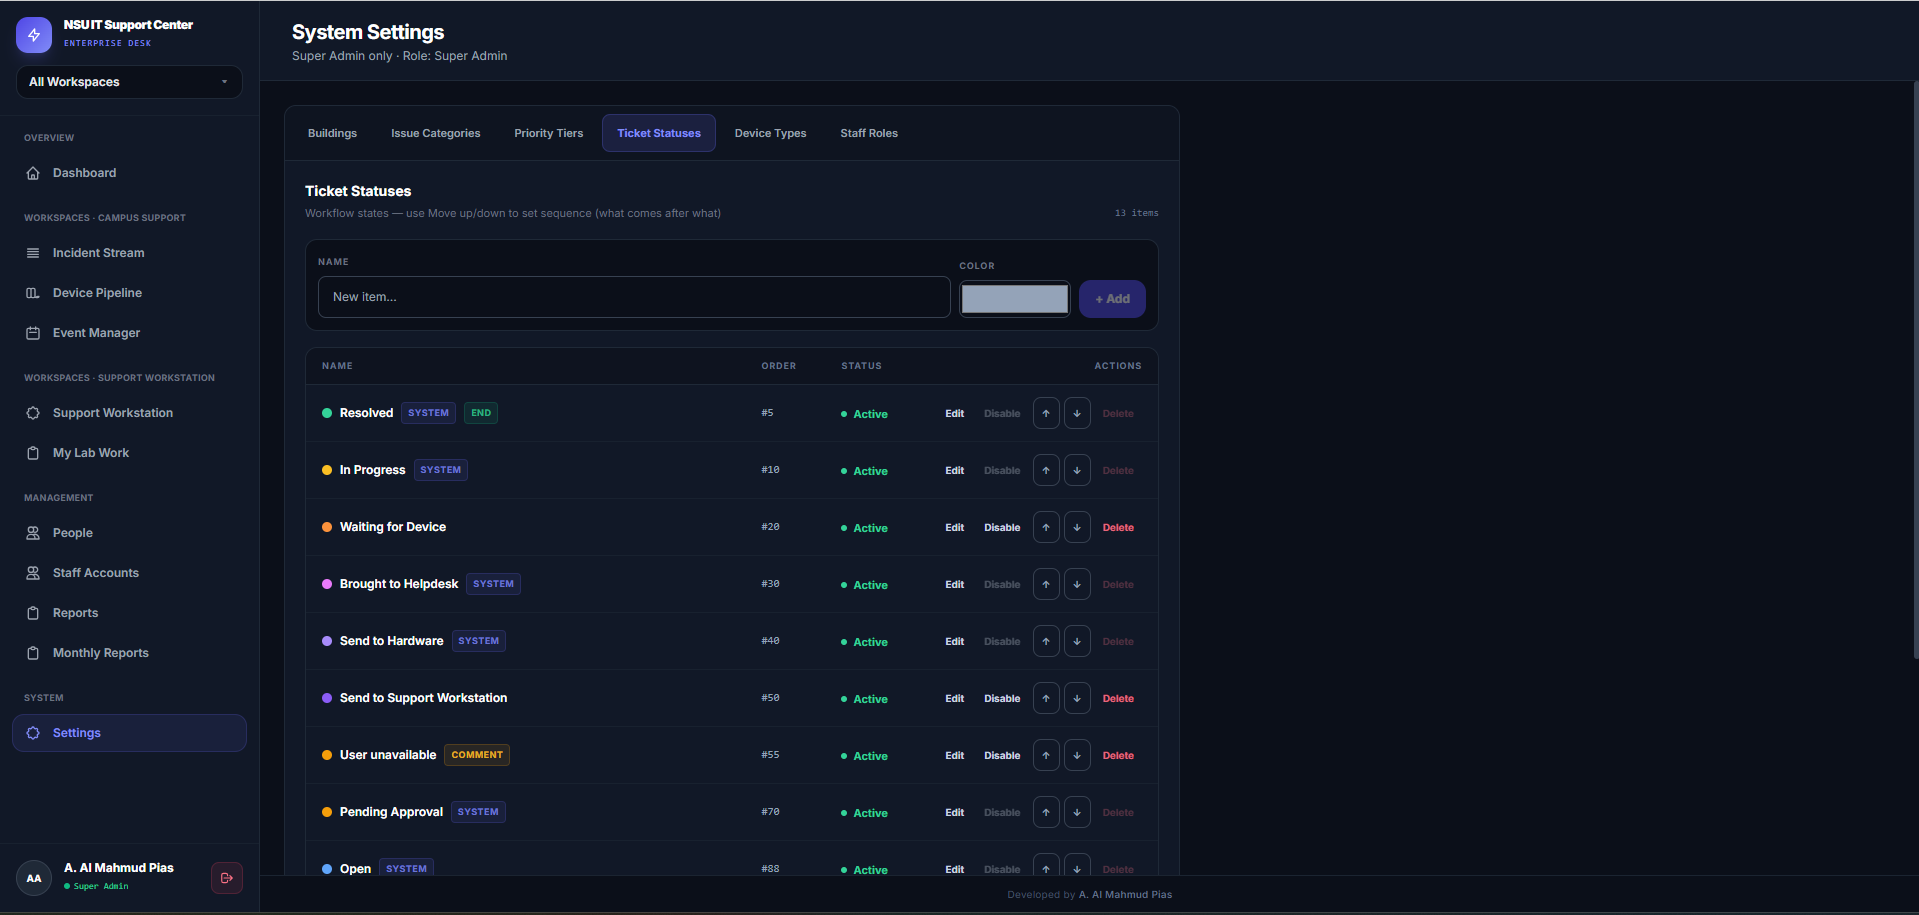 NSU IT Support Center
ENTERPRISE DESK
All Workspaces
OVERVIEW
Dashboard
WORKSPACES · CAMPUS SUPPORT
Incident Stream
Device Pipeline
Event Manager
WORKSPACES · SUPPORT WORKSTATION
Support Workstation
My Lab Work
MANAGEMENT
People
Staff Accounts
Reports
Monthly Reports
SYSTEM
Settings
AA
A. Al Mahmud Pias
Super Admin
System Settings
Super Admin only · Role: Super Admin
Buildings Issue Categories Priority Tiers Ticket Statuses Device Types Staff Roles
Ticket Statuses
Workflow states — use Move up/down to set sequence (what comes after what) 13 items
NAME COLOR
New item... + Add
NAME ORDER STATUS ACTIONS
Resolved SYSTEM END #5 Active Edit Disable ↑ ↓ Delete
In Progress SYSTEM #10 Active Edit Disable ↑ ↓ Delete
Waiting for Device #20 Active Edit Disable ↑ ↓ Delete
Brought to Helpdesk SYSTEM #30 Active Edit Disable ↑ ↓ Delete
Send to Hardware SYSTEM #40 Active Edit Disable ↑ ↓ Delete
Send to Support Workstation #50 Active Edit Disable ↑ ↓ Delete
User unavailable COMMENT #55 Active Edit Disable ↑ ↓ Delete
Pending Approval SYSTEM #70 Active Edit Disable ↑ ↓ Delete
Open SYSTEM #88 Active Edit Disable ↑ ↓ Delete
Developed by A. Al Mahmud Pias